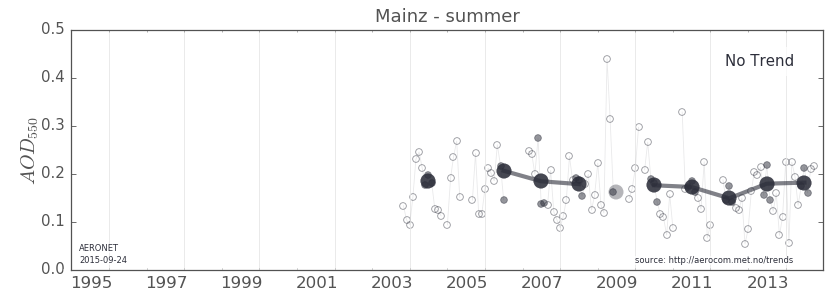 Mainz - summer
0.5
0.4
0.3
0.2
0.1
0.0
AOD550
No Trend
AERONET
2015-09-24
source: http://aerocom.met.no/trends
1995 1997 1999 2001 2003 2005 2007 2009 2011 2013